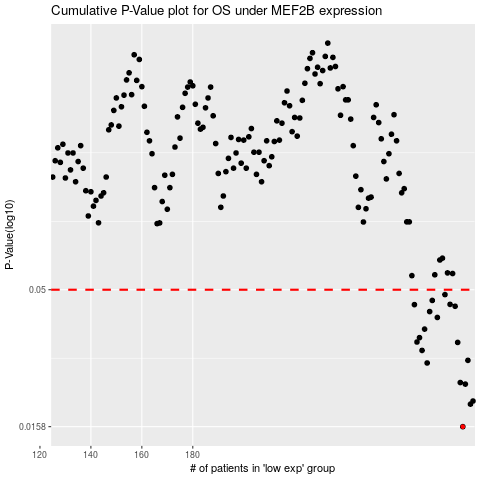 Cumulative P-Value plot for OS under MEF2B expression
P-Value(log10)
0.05
0.0158
120 140 160 180
# of patients in 'low exp' group